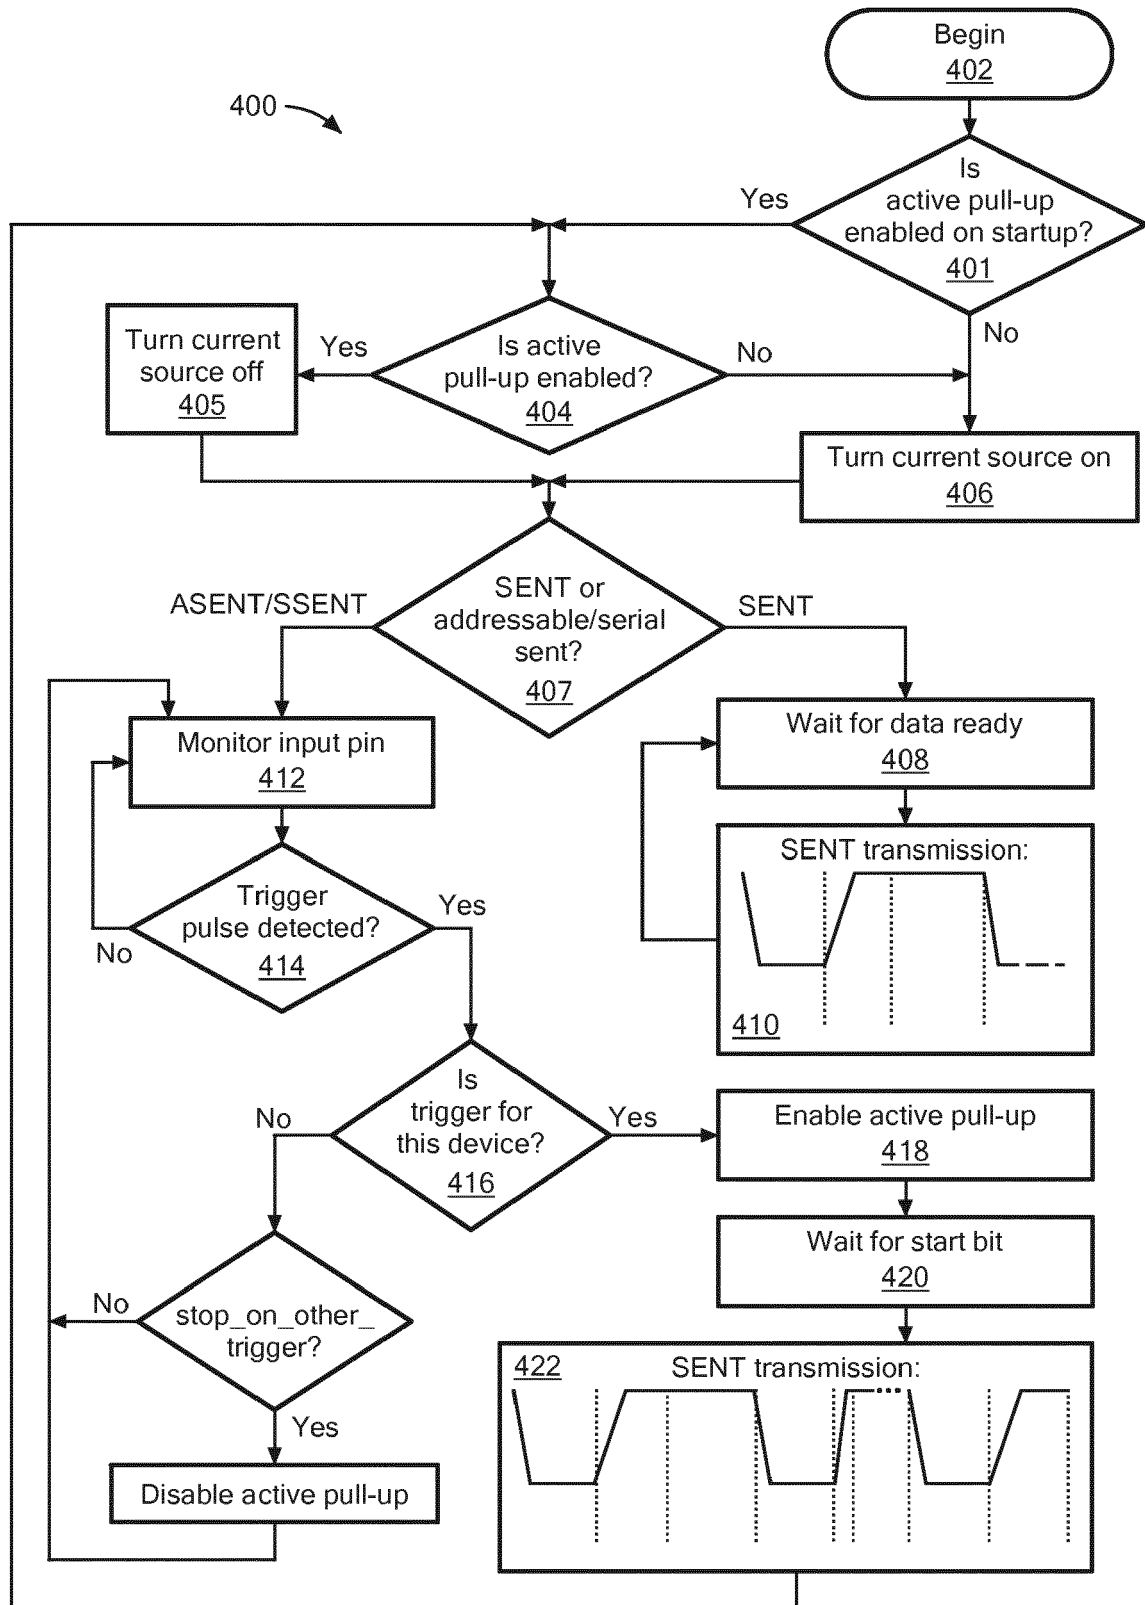 Begin
402
400
Is
active pull-up
enabled on startup?
401
Yes
No
Turn current
source off
405
Yes
Is active
pull-up enabled?
404
No
Turn current source on
406
ASENT/SSENT
SENT or
addressable/serial
sent?
407
SENT
Monitor input pin
412
Wait for data ready
408
SENT transmission:
410
Trigger
pulse detected?
414
Yes
No
Is
trigger for
this device?
416
No
Yes
Enable active pull-up
418
Wait for start bit
420
stop_on_other_
trigger?
No
Yes
Disable active pull-up
422
SENT transmission: